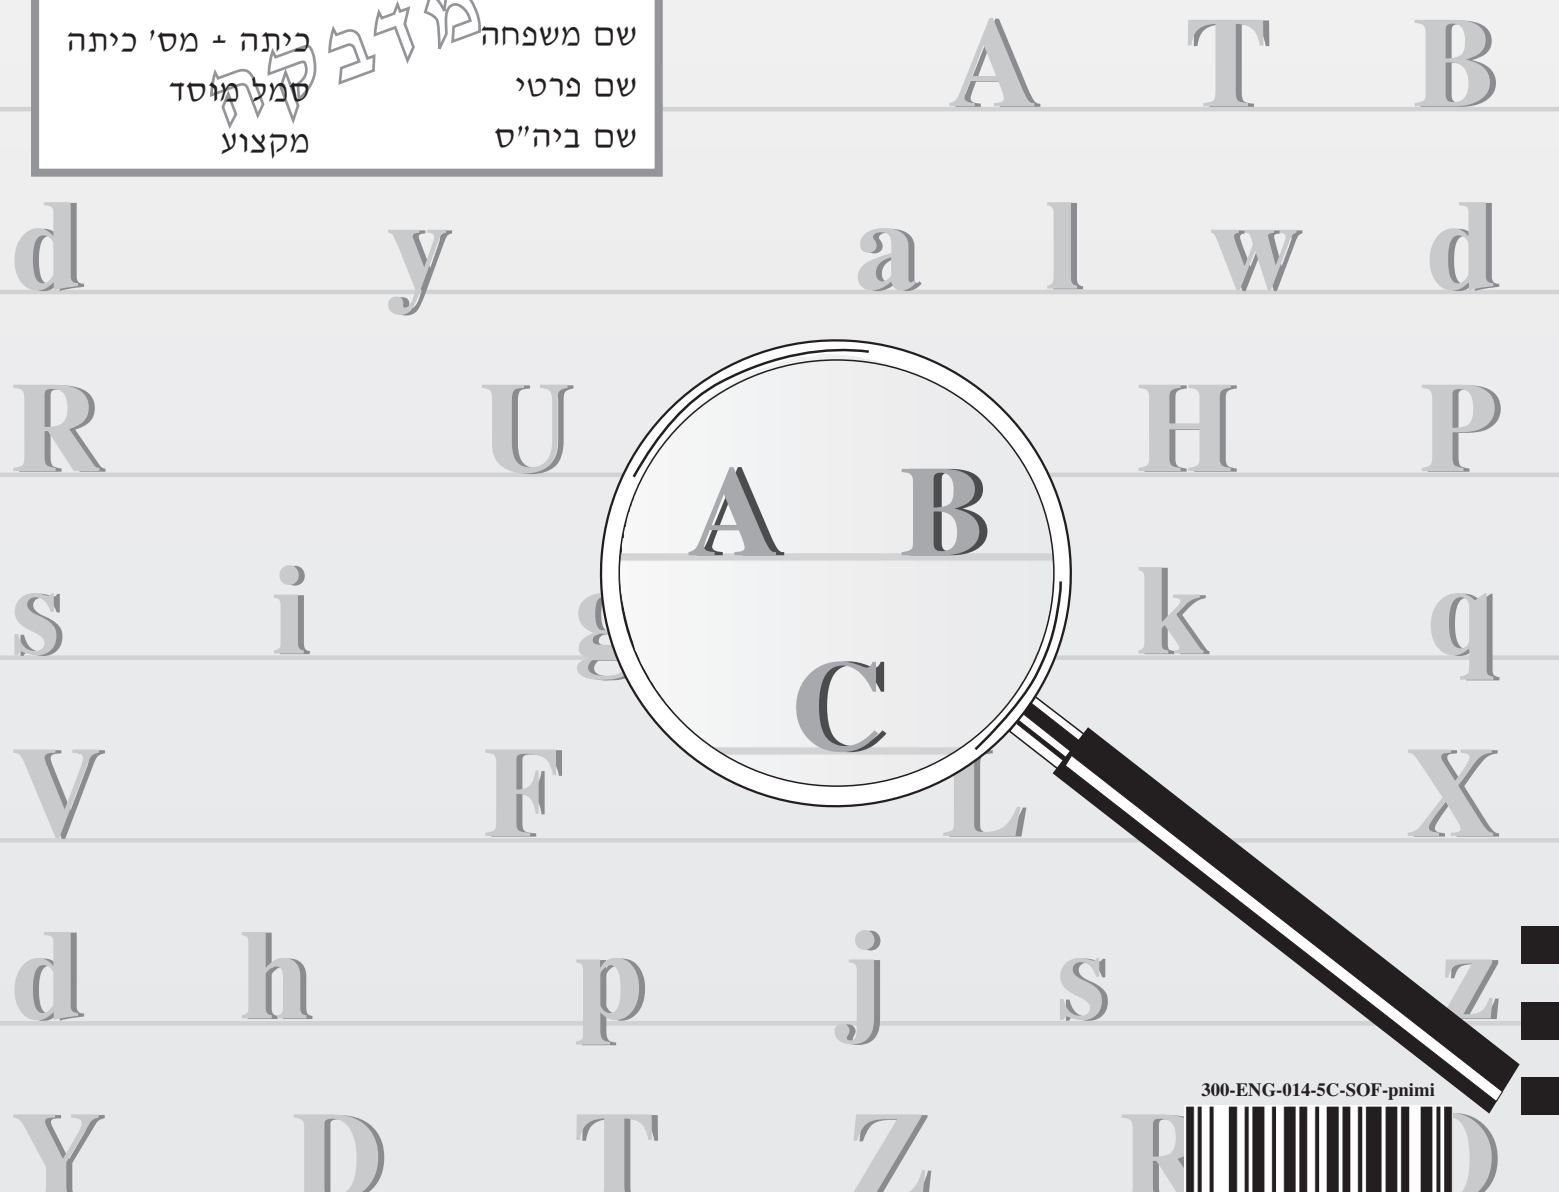 שם משפחה כיתה + מס' כיתה
שם פרטי סמל מוסד
שם ביה"ס מקצוע
מדבקה
A T B
d y a l w d
R U H P
A B
s i g k q
C
V F L X
d h p j s z
300-ENG-014-5C-SOF-pnimi
Y D T Z R